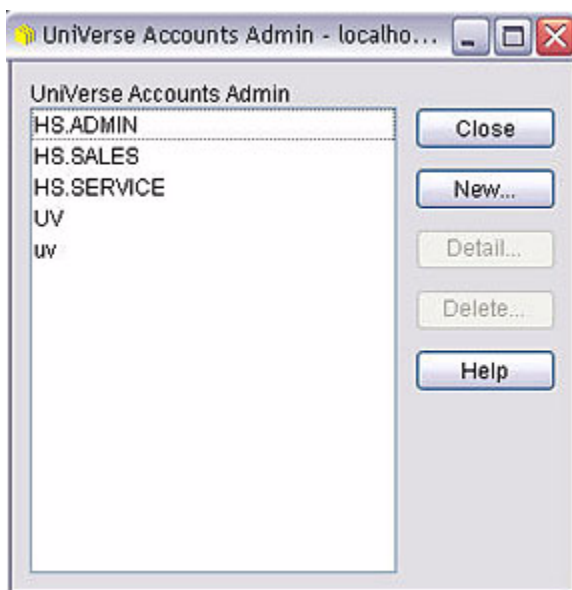 UniVerse Accounts Admin - localho...
UniVerse Accounts Admin
HS.ADMIN
HS.SALES
HS.SERVICE
UV
uv
Close
New...
Detail...
Delete...
Help